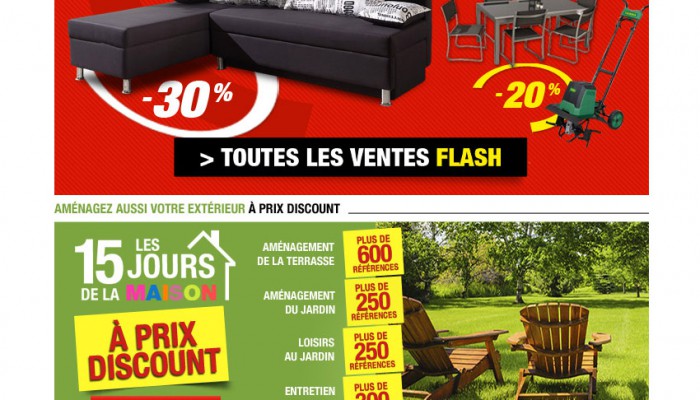 -30%
-20%
> TOUTES LES VENTES FLASH
AMÉNAGEZ AUSSI VOTRE EXTÉRIEUR À PRIX DISCOUNT
15 LES
JOURS
DE LA MAISON
À PRIX
DISCOUNT
AMÉNAGEMENT
DE LA TERRASSE
PLUS DE
600
RÉFÉRENCES
AMÉNAGEMENT
DU JARDIN
PLUS DE
250
RÉFÉRENCES
LOISIRS
AU JARDIN
PLUS DE
250
RÉFÉRENCES
ENTRETIEN
PLUS DE